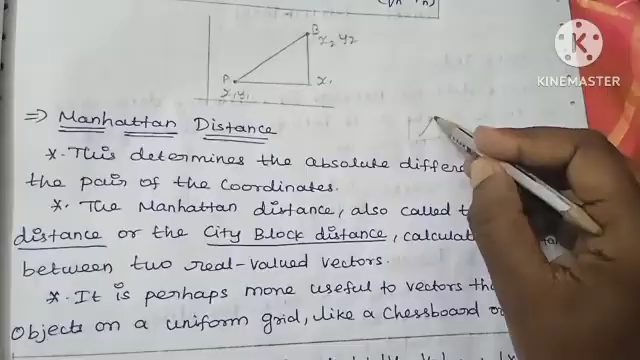 B
x2 y2
A
x1 y1
x1
K
KINEMASTER
⇒ Manhattan Distance
*. This determines the absolute differe
the pair of the coordinates.
*. The Manhattan distance, also called
distance or the City Block distance, calculat
between two real-valued vectors.
*. It is perhaps more useful to vectors
objects on a uniform grid, like a chessboard